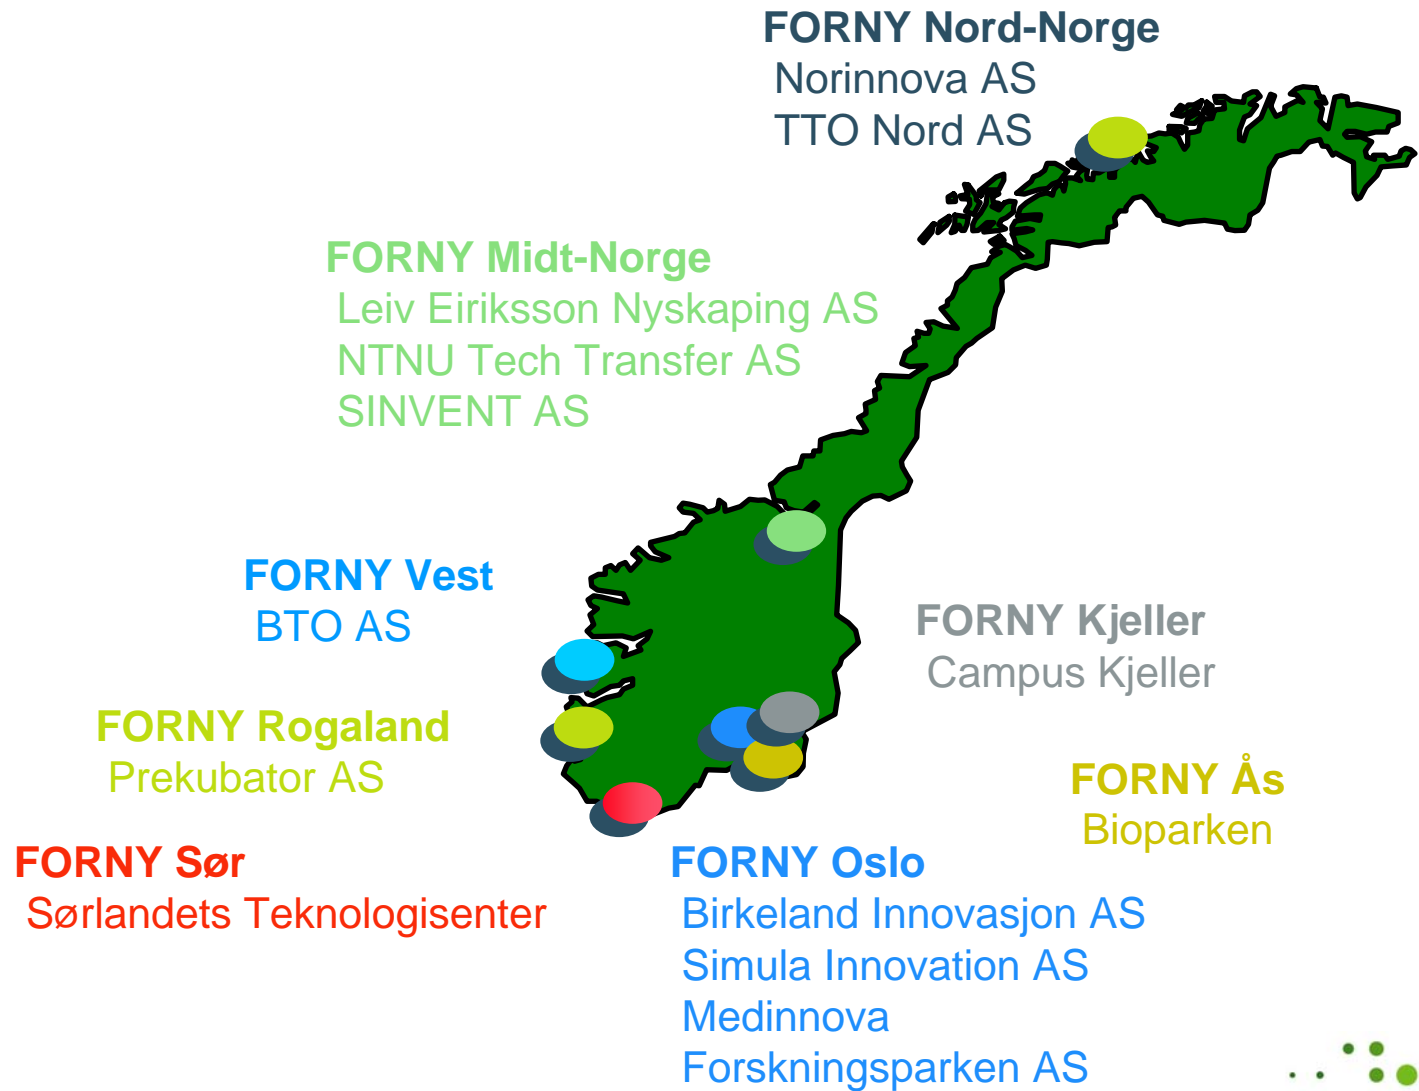 FORNY Nord-Norge
Norinnova AS
TTO Nord AS
FORNY Midt-Norge
Leiv Eiriksson Nyskaping AS
NTNU Tech Transfer AS
SINVENT AS
FORNY Vest
BTO AS
FORNY Kjeller
Campus Kjeller
FORNY Rogaland
Prekubator AS
FORNY Ås
Bioparken
FORNY Sør
Sørlandets Teknologisenter
FORNY Oslo
Birkeland Innovasjon AS
Simula Innovation AS
Medinnova
Forskningsparken AS